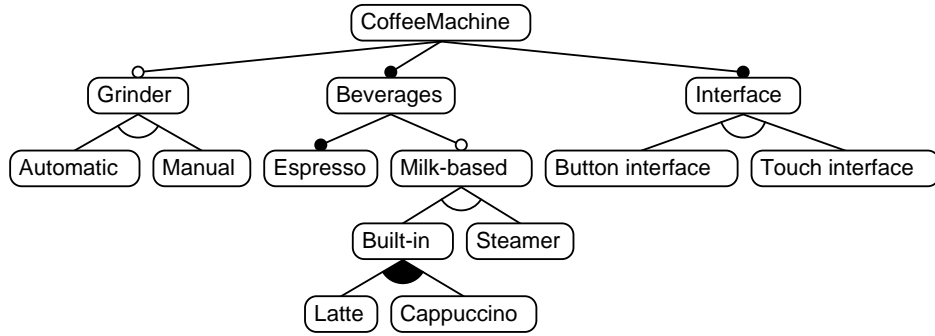 CoffeeMachine
Grinder
Beverages
Interface
Automatic
Manual
Espresso
Milk-based
Button interface
Touch interface
Built-in
Steamer
Latte
Cappuccino